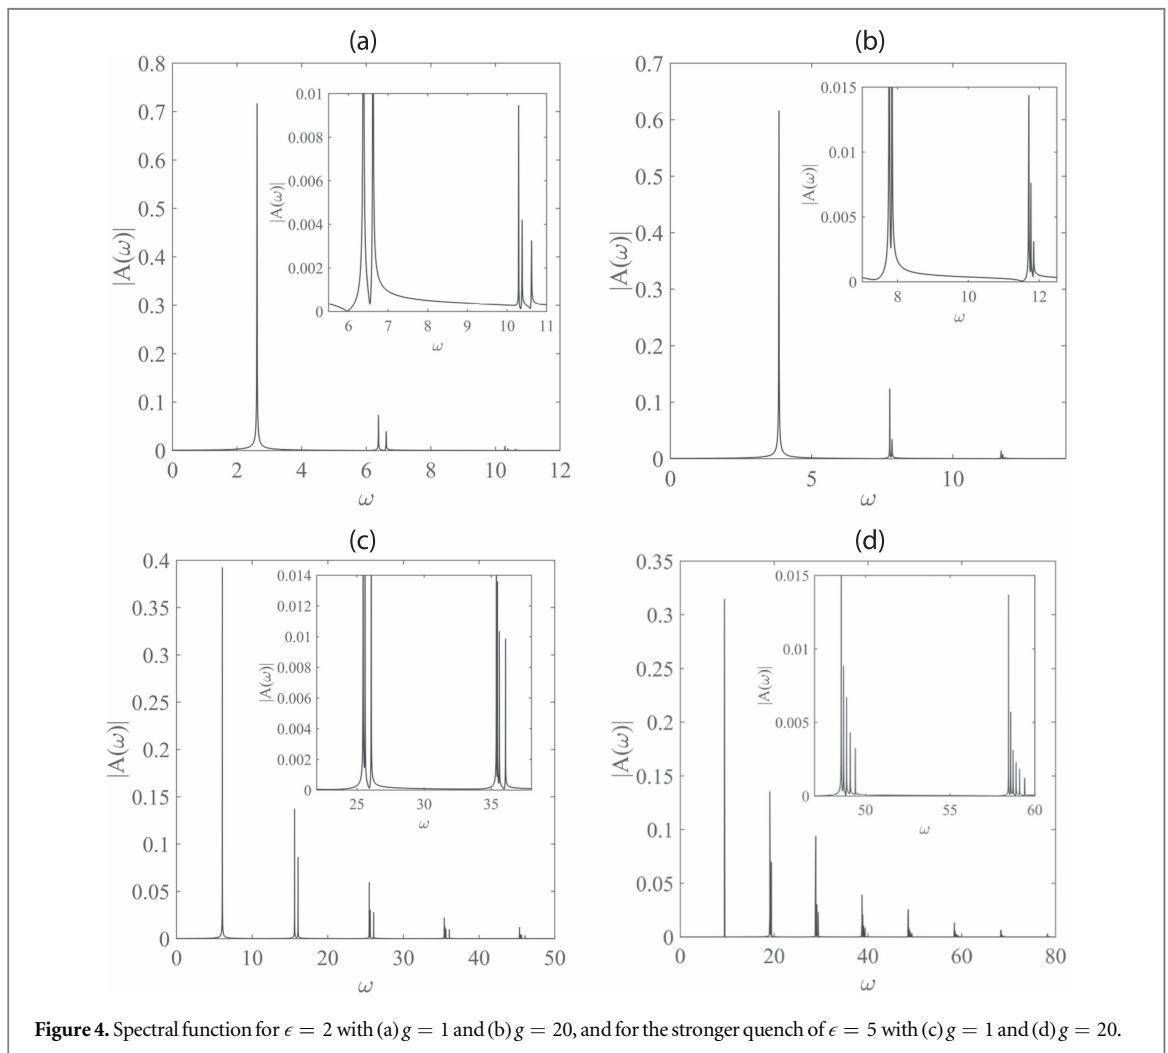 (a)
0.8
0.7
0.6
0.5
0.4
0.3
0.2
0.1
0
|A(ω)|
0 2 4 6 8 10 12
ω
0.01
0.008
0.006
0.004
0.002
0
|A(ω)|
6 7 8 9 10 11
ω
(b)
0.7
0.6
0.5
0.4
0.3
0.2
0.1
0
|A(ω)|
0 5 10
ω
0.015
0.01
0.005
0
|A(ω)|
8 10 12
ω
(c)
0.4
0.35
0.3
0.25
0.2
0.15
0.1
0.05
0
|A(ω)|
0 10 20 30 40 50
ω
0.014
0.012
0.01
0.008
0.006
0.004
0.002
0
|A(ω)|
25 30 35
ω
(d)
0.35
0.3
0.25
0.2
0.15
0.1
0.05
0
|A(ω)|
0 20 40 60 80
ω
0.015
0.01
0.005
0
|A(ω)|
50 55 60
ω
Figure 4. Spectral function for ϵ = 2 with (a) g = 1 and (b) g = 20, and for the stronger quench of ϵ = 5 with (c) g = 1 and (d) g = 20.